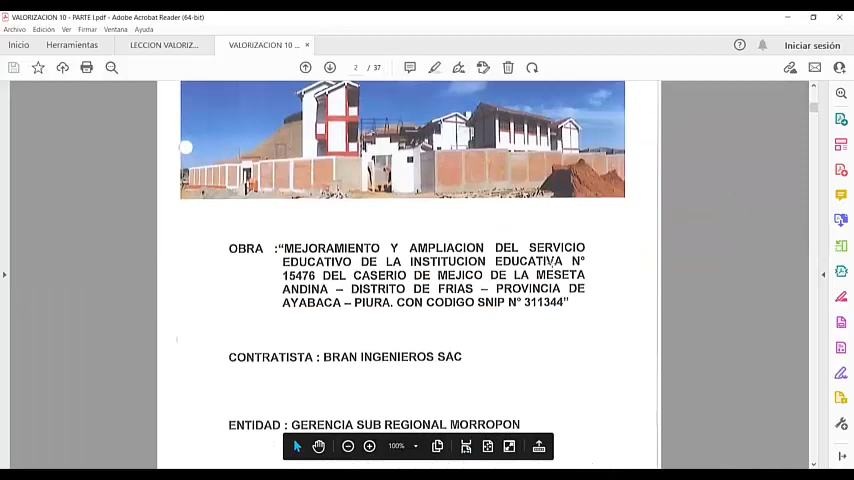 VALORIZACION 10 - PARTE I.pdf - Adobe Acrobat Reader (64-bit)
Archivo Edición Ver Firmar Ventana Ayuda
Inicio Herramientas LECCION VALORIZ... VALORIZACION 10 ... × Iniciar sesión
2 / 37
OBRA :“MEJORAMIENTO Y AMPLIACION DEL SERVICIO
EDUCATIVO DE LA INSTITUCION EDUCATIVA N°
15476 DEL CASERIO DE MEJICO DE LA MESETA
ANDINA – DISTRITO DE FRIAS – PROVINCIA DE
AYABACA – PIURA. CON CODIGO SNIP N° 311344”
CONTRATISTA : BRAN INGENIEROS SAC
ENTIDAD : GERENCIA SUB REGIONAL MORROPON
100%